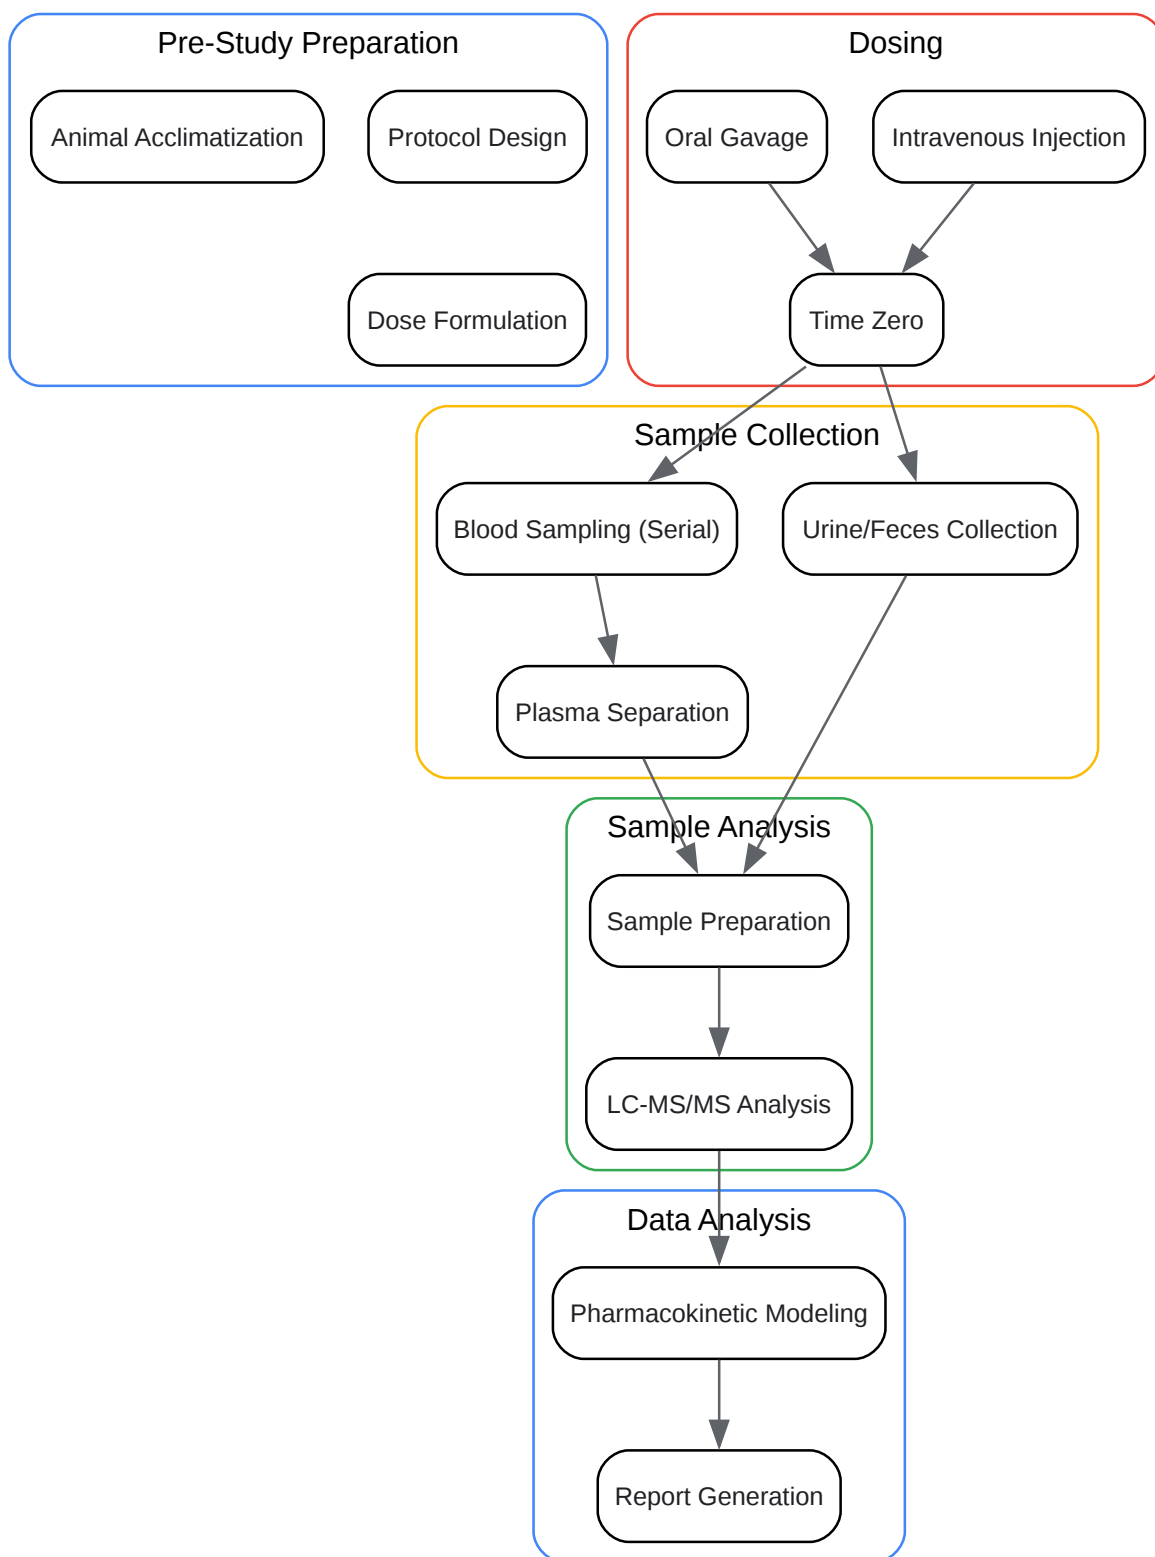 Pre-Study Preparation
Animal Acclimatization
Protocol Design
Dose Formulation
Dosing
Oral Gavage
Intravenous Injection
Time Zero
Sample Collection
Blood Sampling (Serial)
Urine/Feces Collection
Plasma Separation
Sample Analysis
Sample Preparation
LC-MS/MS Analysis
Data Analysis
Pharmacokinetic Modeling
Report Generation